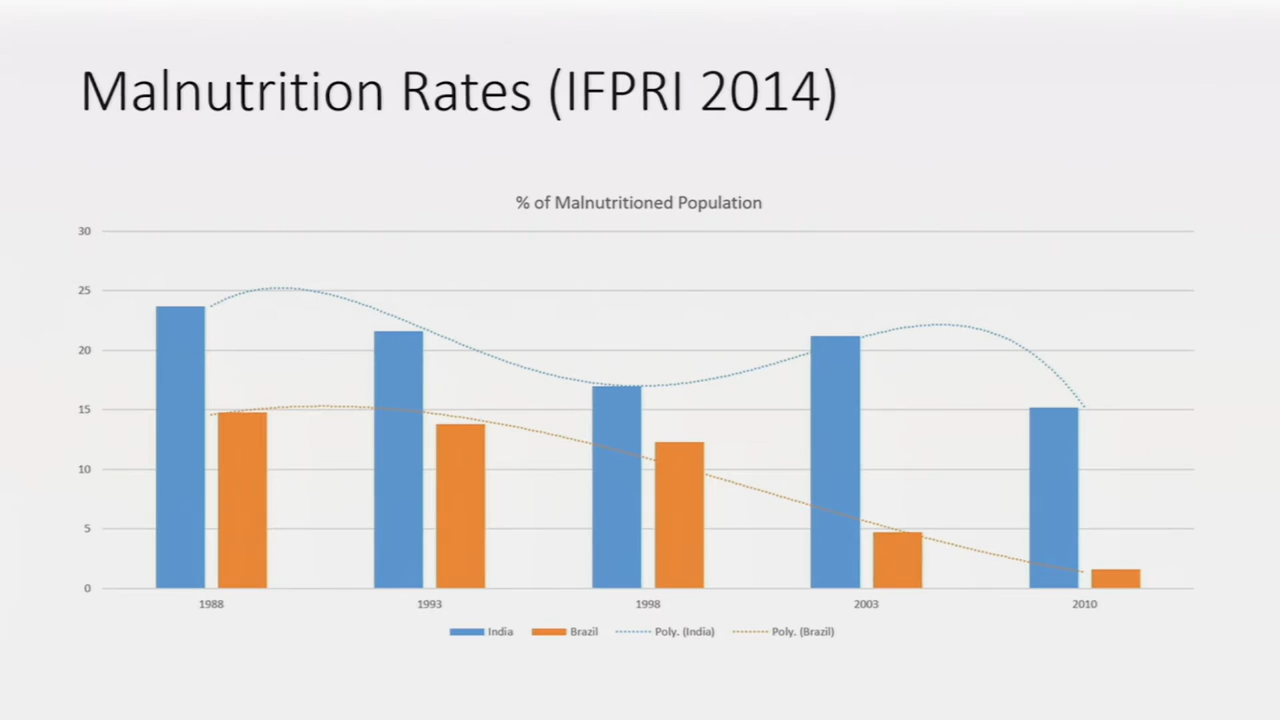 Malnutrition Rates (IFPRI 2014)
% of Malnutritioned Population
30
25
20
15
10
5
0
1988 1993 1998 2003 2010
India Brazil Poly. (India) Poly. (Brazil)